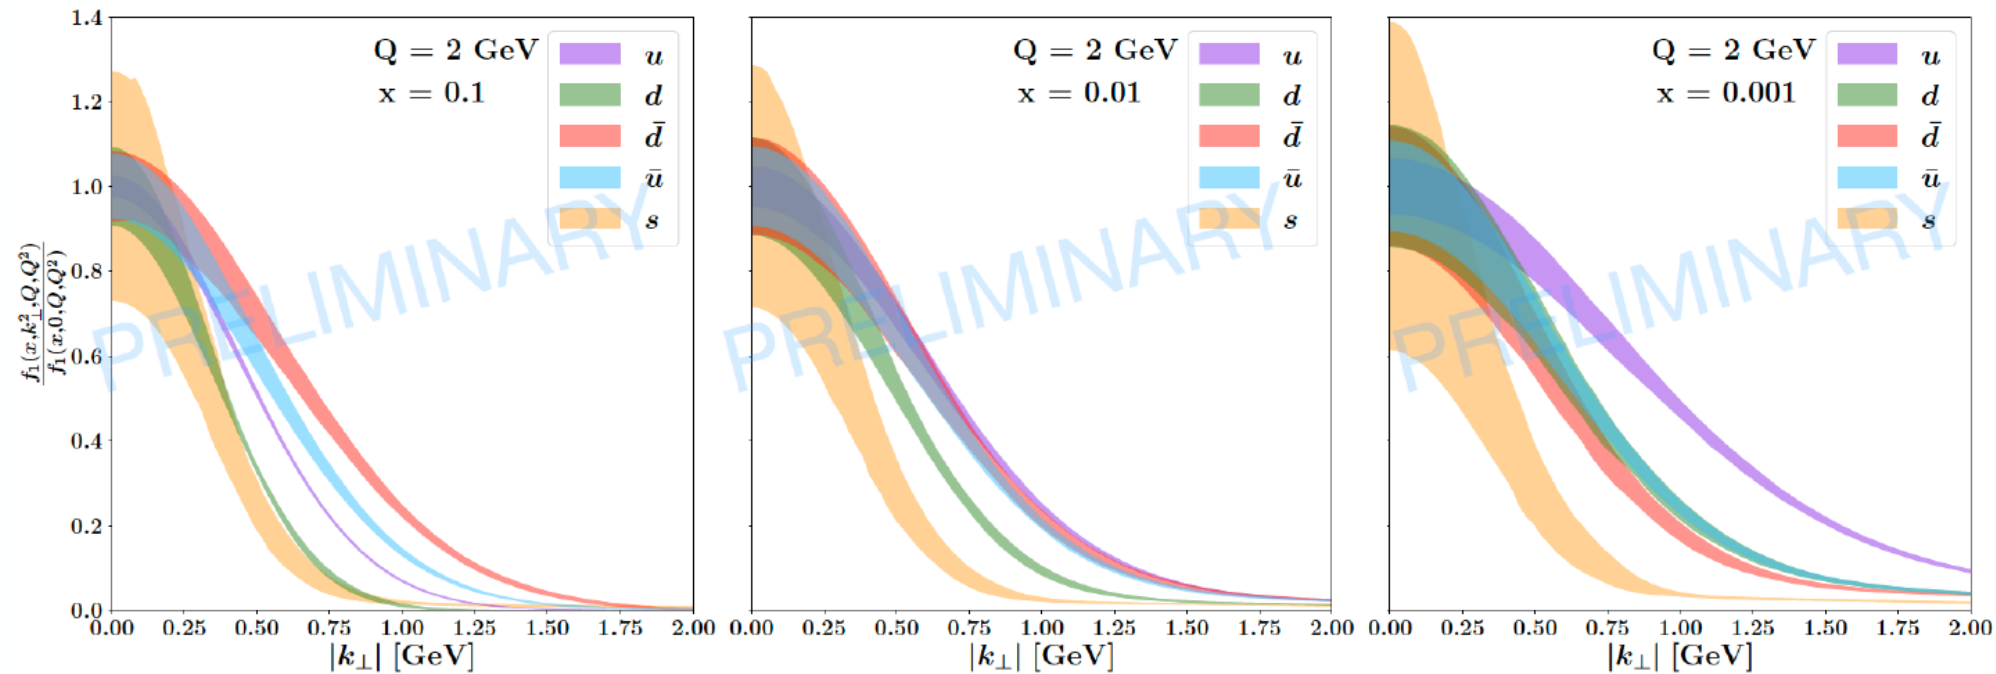 f₁(x,k²⊥,Q,Q²)
f₁(x,0,Q,Q²)
1.4
1.2
1.0
0.8
0.6
0.4
0.2
0.0
Q = 2 GeV
x = 0.1
u
d
d̄
ū
s
PRELIMINARY
0.00 0.25 0.50 0.75 1.00 1.25 1.50 1.75 2.00
|k⊥| [GeV]
Q = 2 GeV
x = 0.01
u
d
d̄
ū
s
PRELIMINARY
0.00 0.25 0.50 0.75 1.00 1.25 1.50 1.75 2.00
|k⊥| [GeV]
Q = 2 GeV
x = 0.001
u
d
d̄
ū
s
PRELIMINARY
0.00 0.25 0.50 0.75 1.00 1.25 1.50 1.75 2.00
|k⊥| [GeV]